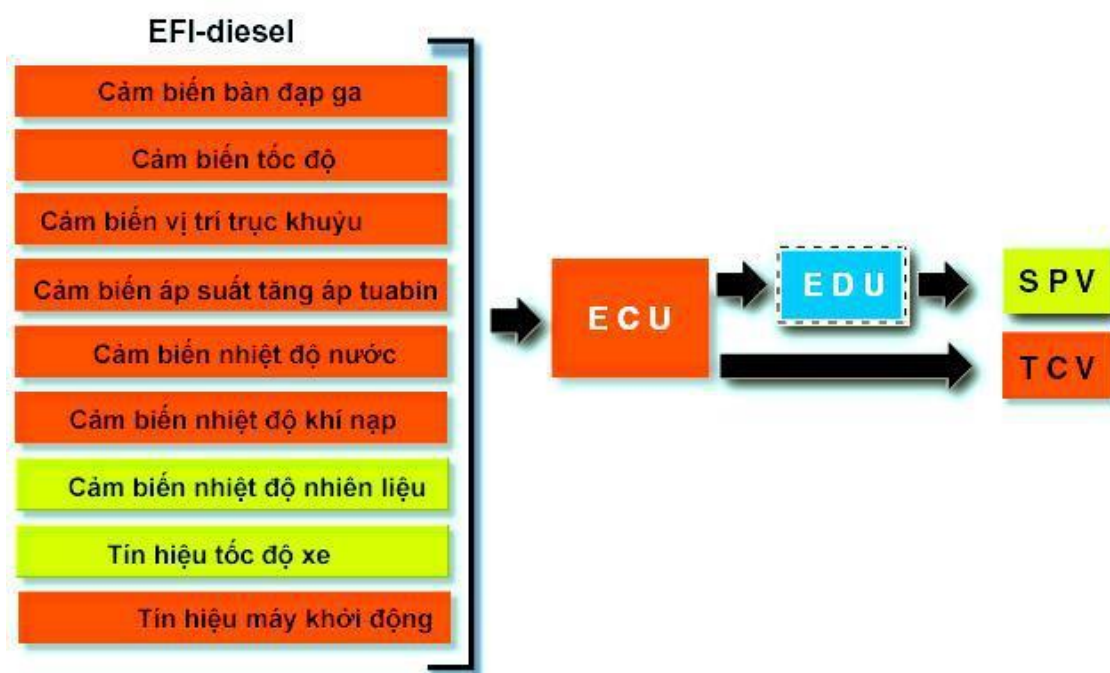 EFI-diesel
Cảm biến bàn đạp ga
Cảm biến tốc độ
Cảm biến vị trí trục khuỷu
Cảm biến áp suất tăng áp tuabin
Cảm biến nhiệt độ nước
Cảm biến nhiệt độ khí nạp
Cảm biến nhiệt độ nhiên liệu
Tín hiệu tốc độ xe
Tín hiệu máy khởi động
ECU
EDU
SPV
TCV